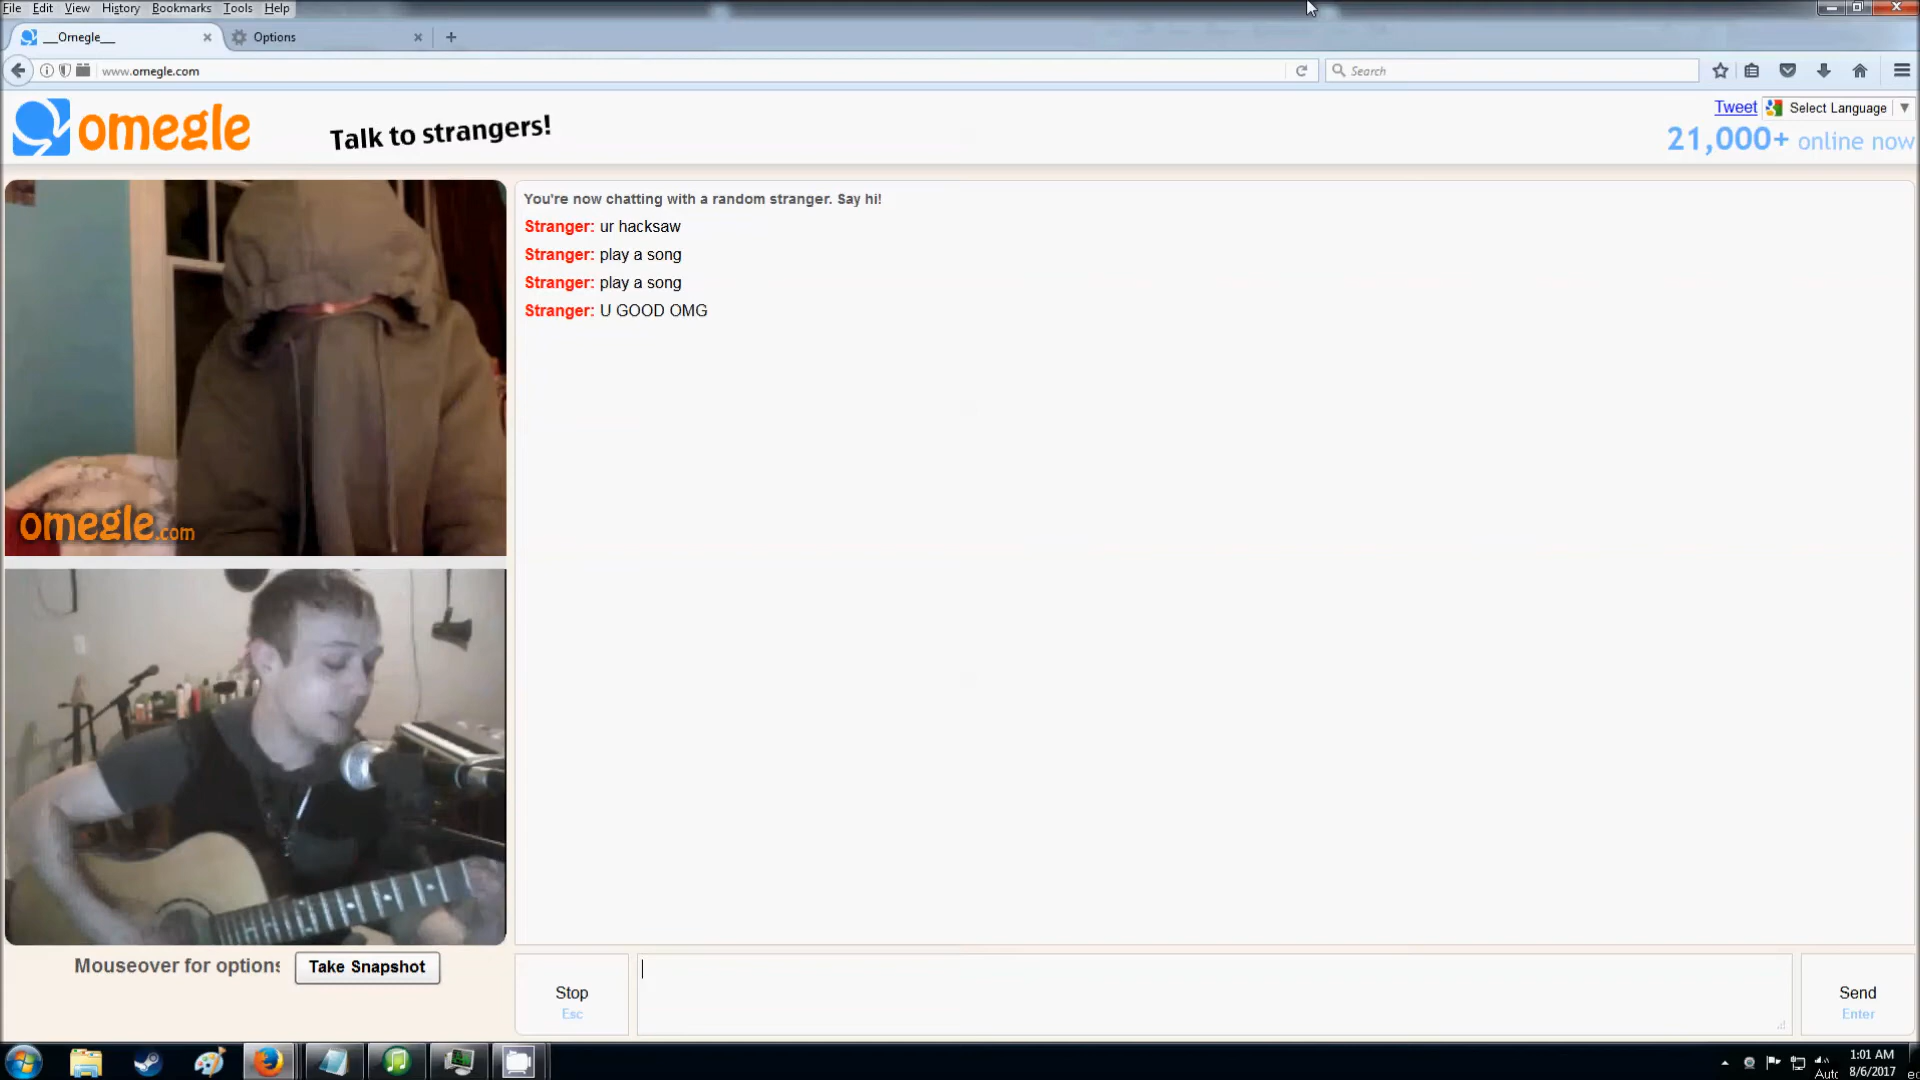 File Edit View History Bookmarks Tools Help
__Omegle__
Options
www.omegle.com
Search
omegle
Talk to strangers!
Tweet
Select Language
21,000+ online now
You're now chatting with a random stranger. Say hi!
Stranger: ur hacksaw
Stranger: play a song
Stranger: play a song
Stranger: U GOOD OMG
omegle.com
Mouseover for options
Take Snapshot
Stop
Esc
Send
Enter
1:01 AM
8/6/2017